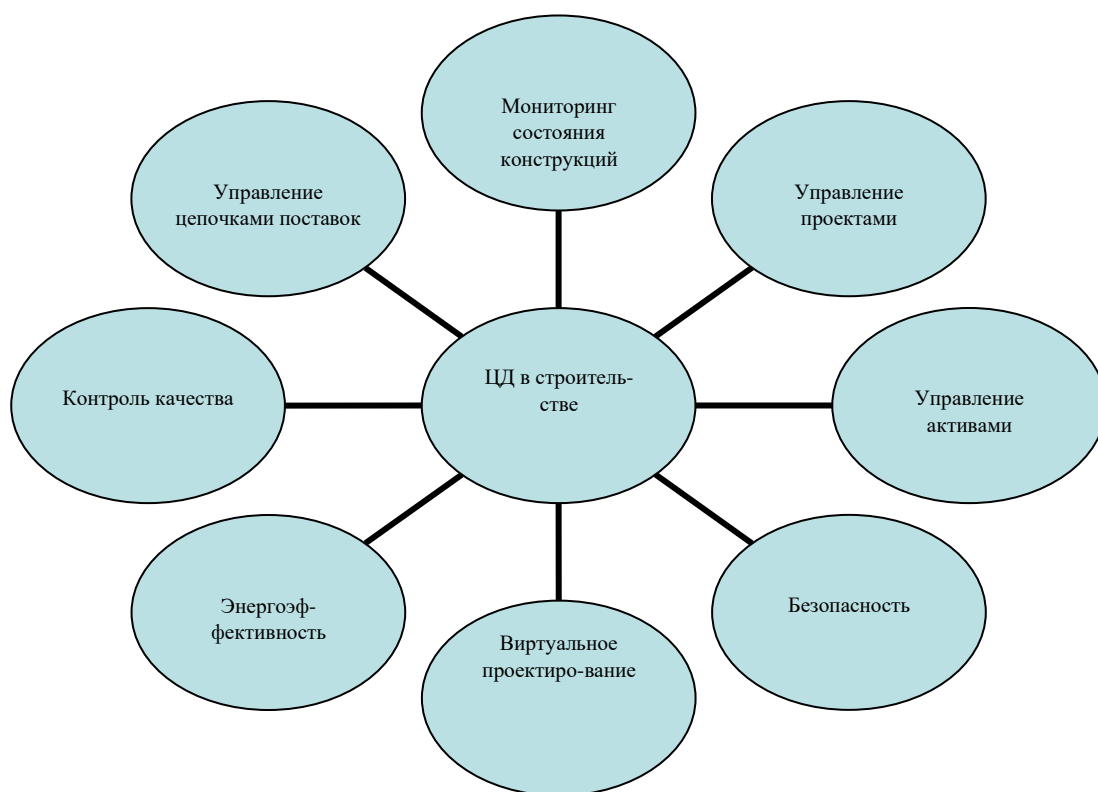 Мониторинг
состояния
конструкций
Управление
цепочками поставок
Управление
проектами
Контроль качества
ЦД в строитель-
стве
Управление
активами
Энергоэф-
фективность
Виртуальное
проектиро-вание
Безопасность